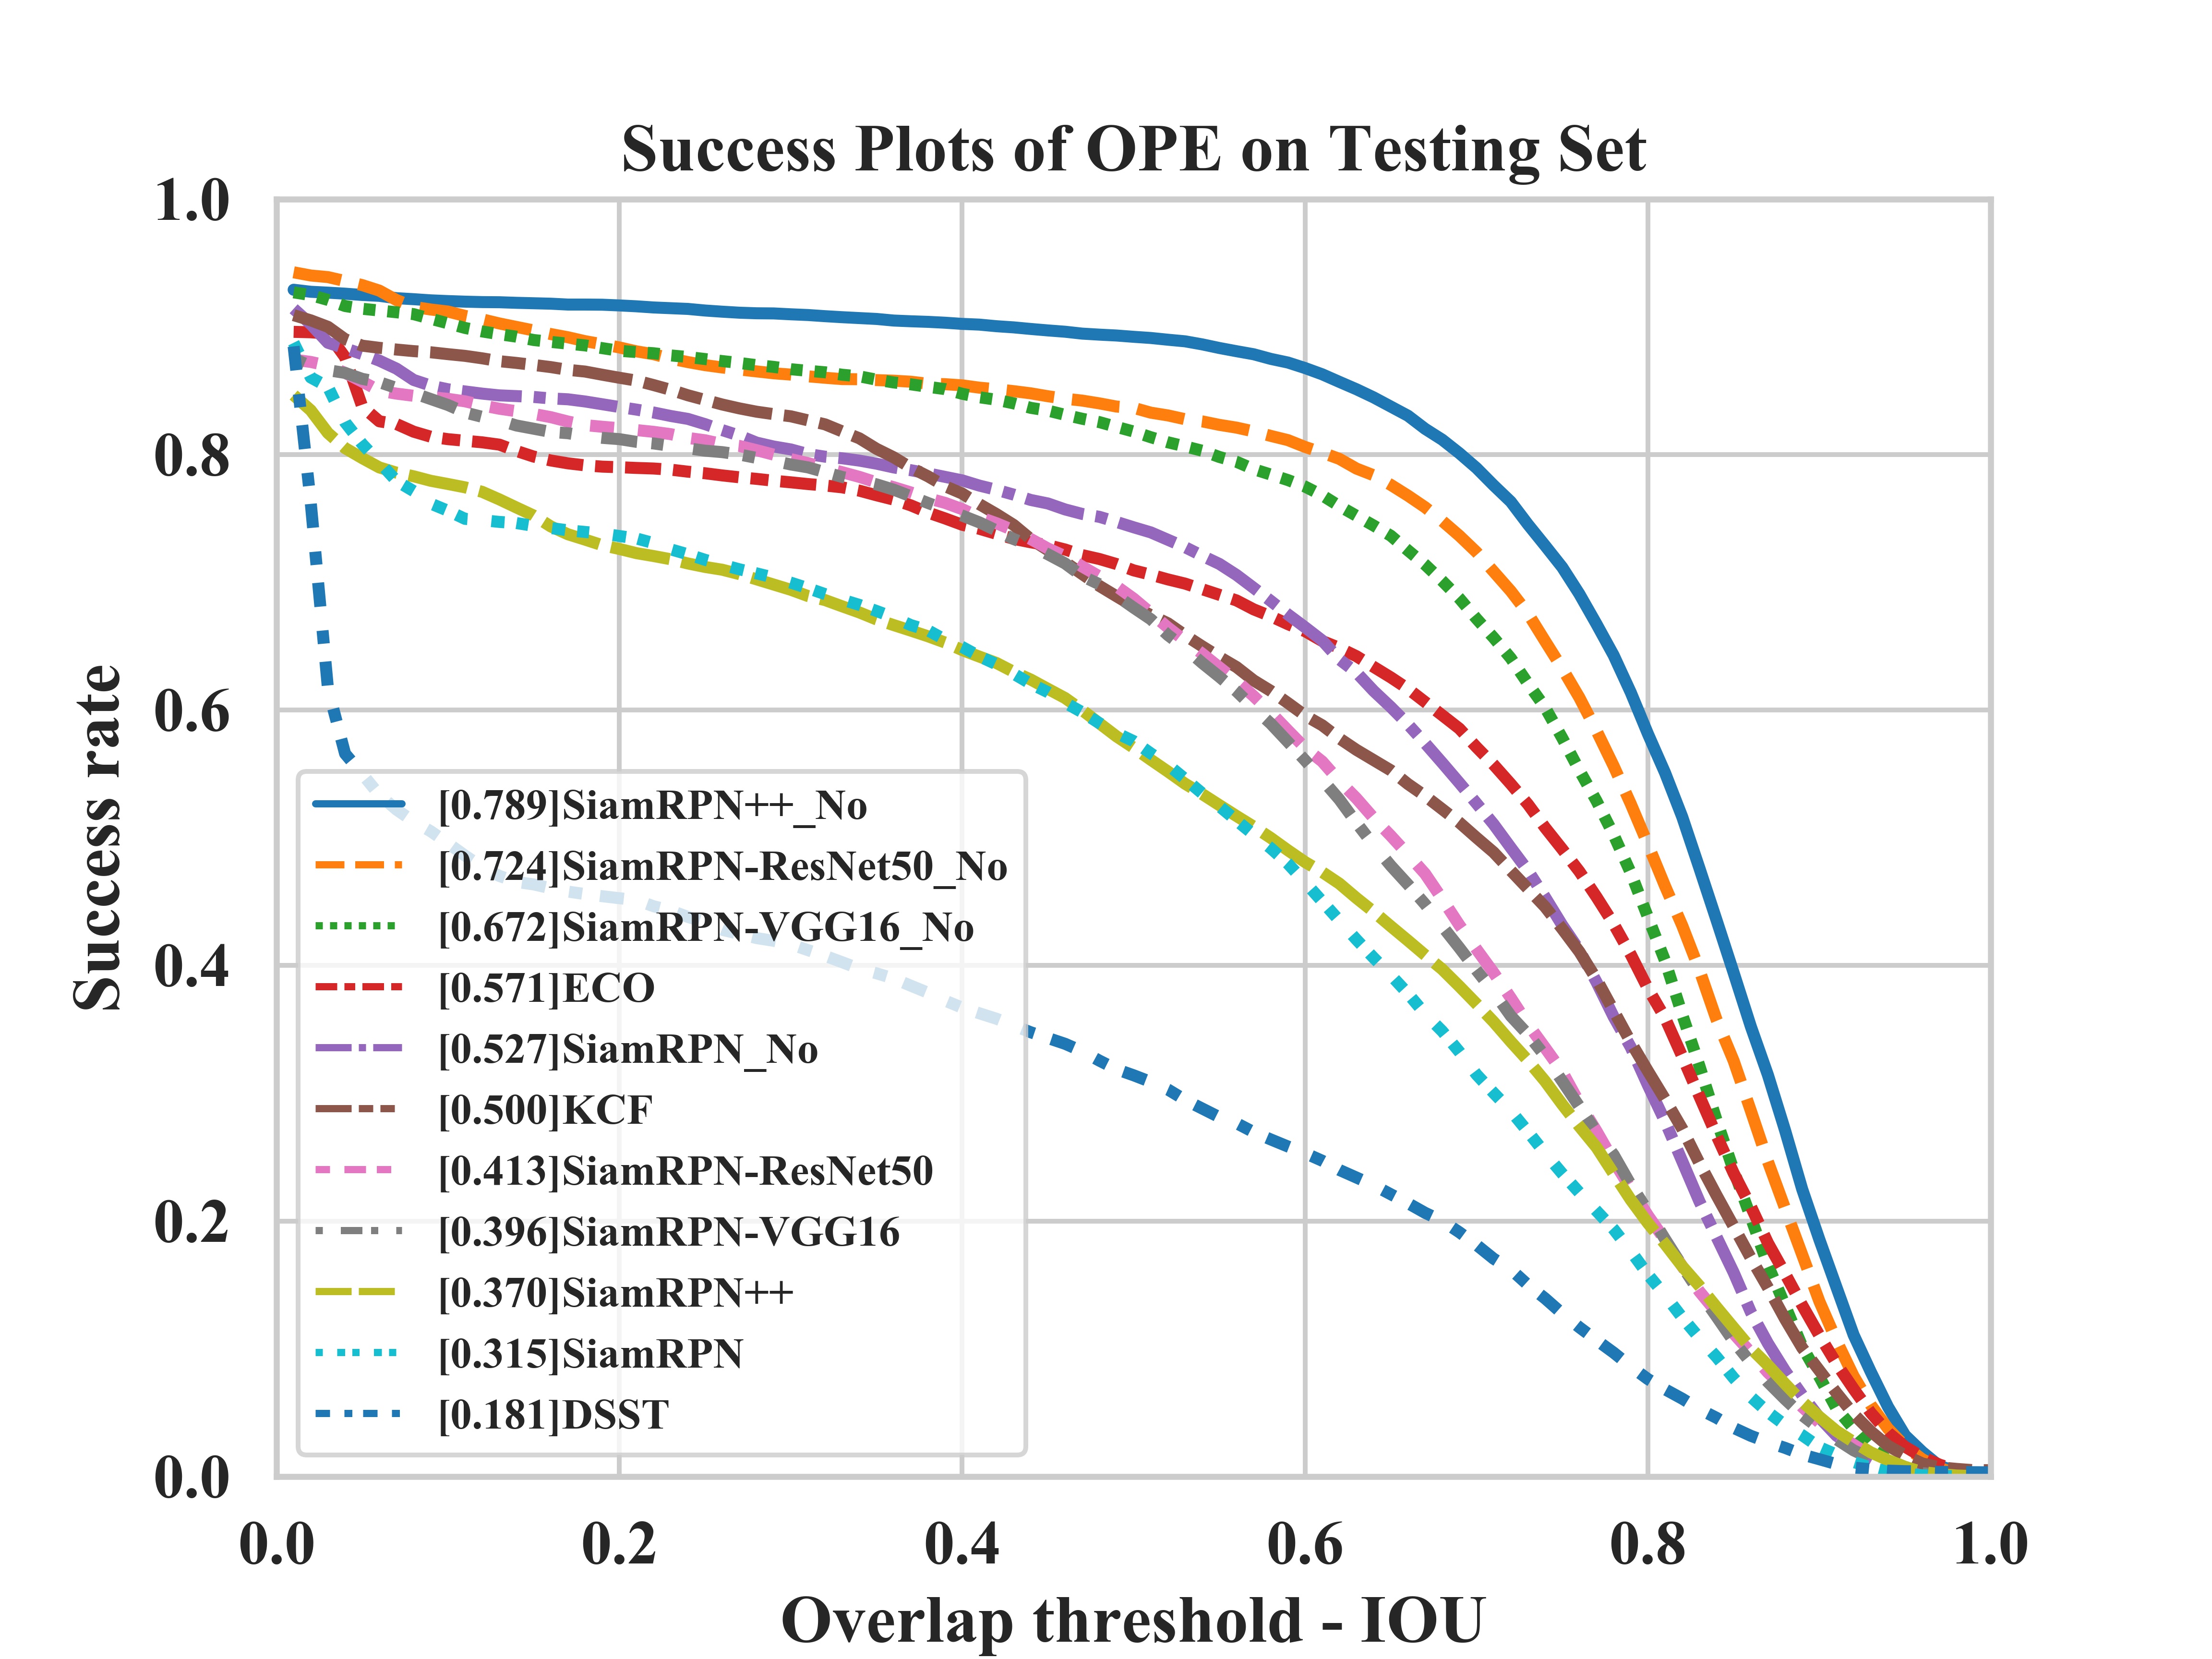 Success Plots of OPE on Testing Set
1.0
0.8
0.6
0.4
0.2
0.0
Success rate
[0.789]SiamRPN++_No
[0.724]SiamRPN-ResNet50_No
[0.672]SiamRPN-VGG16_No
[0.571]ECO
[0.527]SiamRPN_No
[0.500]KCF
[0.413]SiamRPN-ResNet50
[0.396]SiamRPN-VGG16
[0.370]SiamRPN++
[0.315]SiamRPN
[0.181]DSST
0.0 0.2 0.4 0.6 0.8 1.0
Overlap threshold - IOU